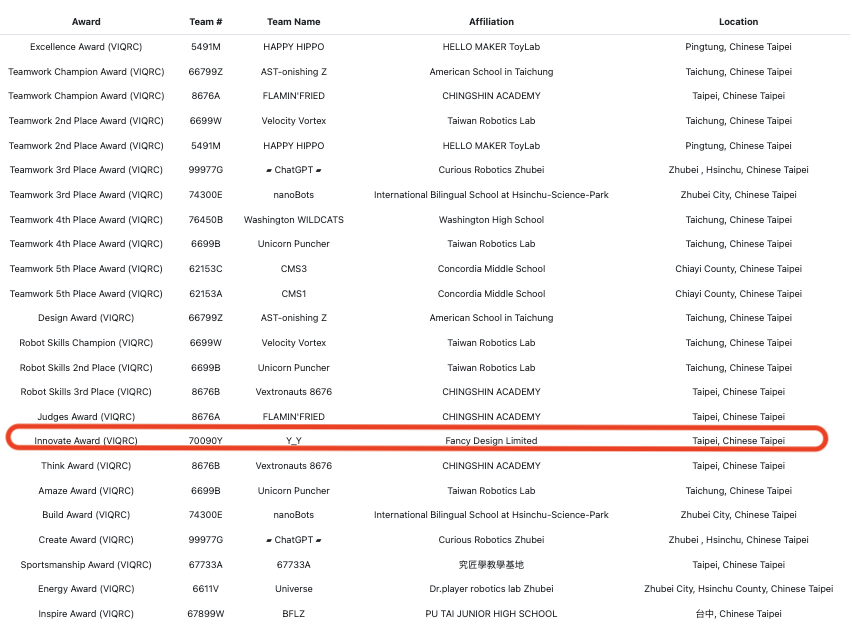 Award Team # Team Name Affiliation Location
Excellence Award (VIQRC) 5491M HAPPY HIPPO HELLO MAKER ToyLab Pingtung, Chinese Taipei
Teamwork Champion Award (VIQRC) 66799Z AST-onishing Z American School in Taichung Taichung, Chinese Taipei
Teamwork Champion Award (VIQRC) 8676A FLAMIN'FRIED CHINGSHIN ACADEMY Taipei, Chinese Taipei
Teamwork 2nd Place Award (VIQRC) 6699W Velocity Vortex Taiwan Robotics Lab Taichung, Chinese Taipei
Teamwork 2nd Place Award (VIQRC) 5491M HAPPY HIPPO HELLO MAKER ToyLab Pingtung, Chinese Taipei
Teamwork 3rd Place Award (VIQRC) 99977G ▰ ChatGPT ▰ Curious Robotics Zhubei Zhubei , Hsinchu, Chinese Taipei
Teamwork 3rd Place Award (VIQRC) 74300E nanoBots International Bilingual School at Hsinchu-Science-Park Zhubei City, Chinese Taipei
Teamwork 4th Place Award (VIQRC) 76450B Washington WILDCATS Washington High School Taichung, Chinese Taipei
Teamwork 4th Place Award (VIQRC) 6699B Unicorn Puncher Taiwan Robotics Lab Taichung, Chinese Taipei
Teamwork 5th Place Award (VIQRC) 62153C CMS3 Concordia Middle School Chiayi County, Chinese Taipei
Teamwork 5th Place Award (VIQRC) 62153A CMS1 Concordia Middle School Chiayi County, Chinese Taipei
Design Award (VIQRC) 66799Z AST-onishing Z American School in Taichung Taichung, Chinese Taipei
Robot Skills Champion (VIQRC) 6699W Velocity Vortex Taiwan Robotics Lab Taichung, Chinese Taipei
Robot Skills 2nd Place (VIQRC) 6699B Unicorn Puncher Taiwan Robotics Lab Taichung, Chinese Taipei
Robot Skills 3rd Place (VIQRC) 8676B Vextronauts 8676 CHINGSHIN ACADEMY Taipei, Chinese Taipei
Judges Award (VIQRC) 8676A FLAMIN'FRIED CHINGSHIN ACADEMY Taipei, Chinese Taipei
Innovate Award (VIQRC) 70090Y Y_Y Fancy Design Limited Taipei, Chinese Taipei
Think Award (VIQRC) 8676B Vextronauts 8676 CHINGSHIN ACADEMY Taipei, Chinese Taipei
Amaze Award (VIQRC) 6699B Unicorn Puncher Taiwan Robotics Lab Taichung, Chinese Taipei
Build Award (VIQRC) 74300E nanoBots International Bilingual School at Hsinchu-Science-Park Zhubei City, Chinese Taipei
Create Award (VIQRC) 99977G ▰ ChatGPT ▰ Curious Robotics Zhubei Zhubei , Hsinchu, Chinese Taipei
Sportsmanship Award (VIQRC) 67733A 67733A 究匠學教學基地 Taipei, Chinese Taipei
Energy Award (VIQRC) 6611V Universe Dr.player robotics lab Zhubei Zhubei City, Hsinchu County, Chinese Taipei
Inspire Award (VIQRC) 67899W BFLZ PU TAI JUNIOR HIGH SCHOOL 台中, Chinese Taipei